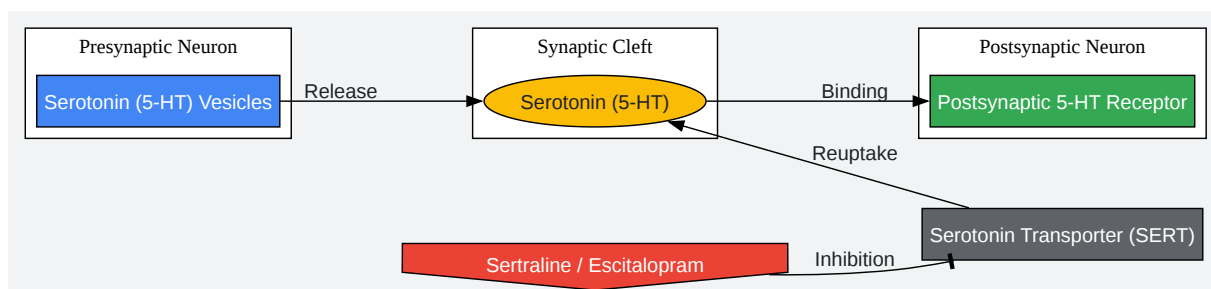 Presynaptic Neuron
Synaptic Cleft
Postsynaptic Neuron
Serotonin (5-HT) Vesicles
Release
Serotonin (5-HT)
Binding
Postsynaptic 5-HT Receptor
Reuptake
Serotonin Transporter (SERT)
Sertraline / Escitalopram
Inhibition